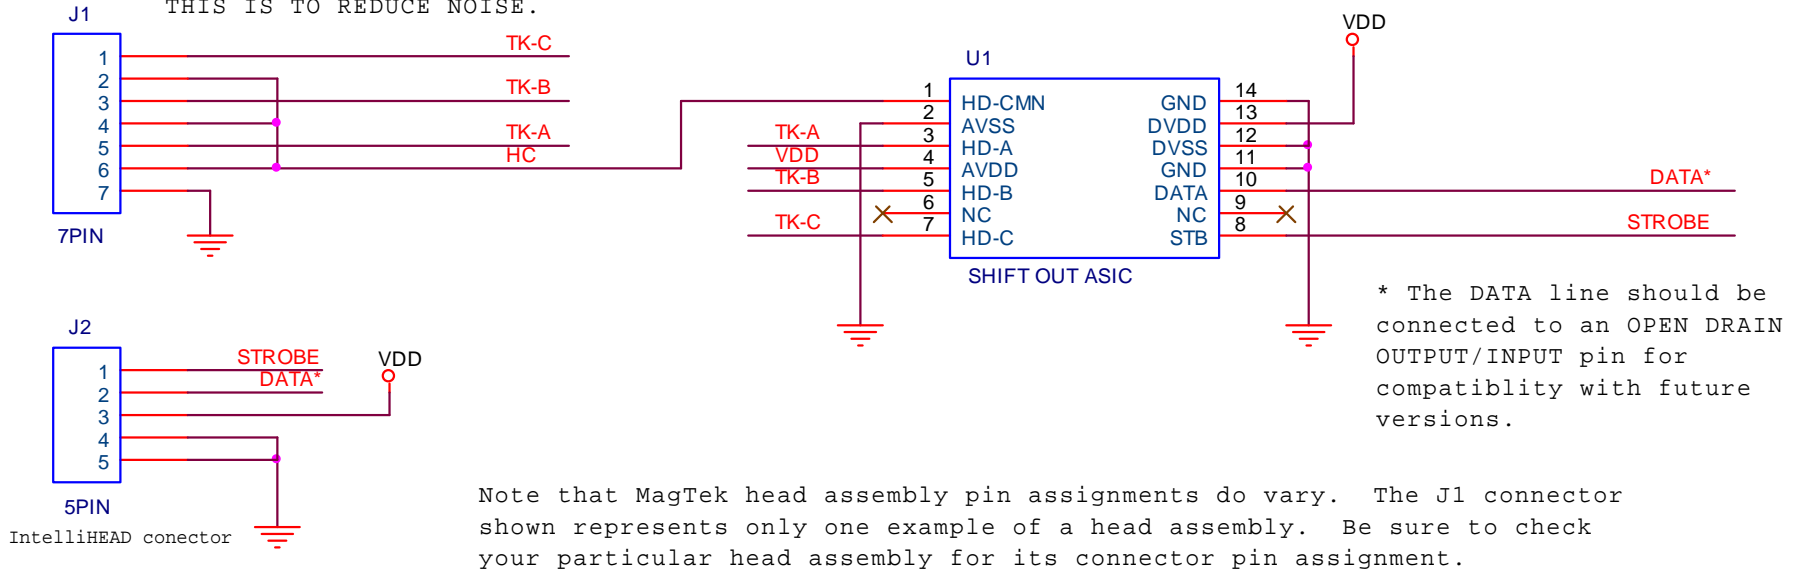 THIS IS TO REDUCE NOISE.
J1
1
2
3
4
5
6
7
TK-C
TK-B
TK-A
HC
7PIN
U1
VDD
1
2
3
4
5
6
7
HD-CMN
AVSS
HD-A
AVDD
HD-B
NC
HD-C
GND
DVDD
DVSS
GND
DATA
NC
STB
14
13
12
11
10
9
8
TK-A
VDD
TK-B
TK-C
DATA*
STROBE
SHIFT OUT ASIC
* The DATA line should be
connected to an OPEN DRAIN
OUTPUT/INPUT pin for
compatiblity with future
versions.
J2
1
2
3
4
5
STROBE
DATA*
VDD
5PIN
IntelliHEAD conector
Note that MagTek head assembly pin assignments do vary.  The J1 connector
shown represents only one example of a head assembly.  Be sure to check
your particular head assembly for its connector pin assignment.